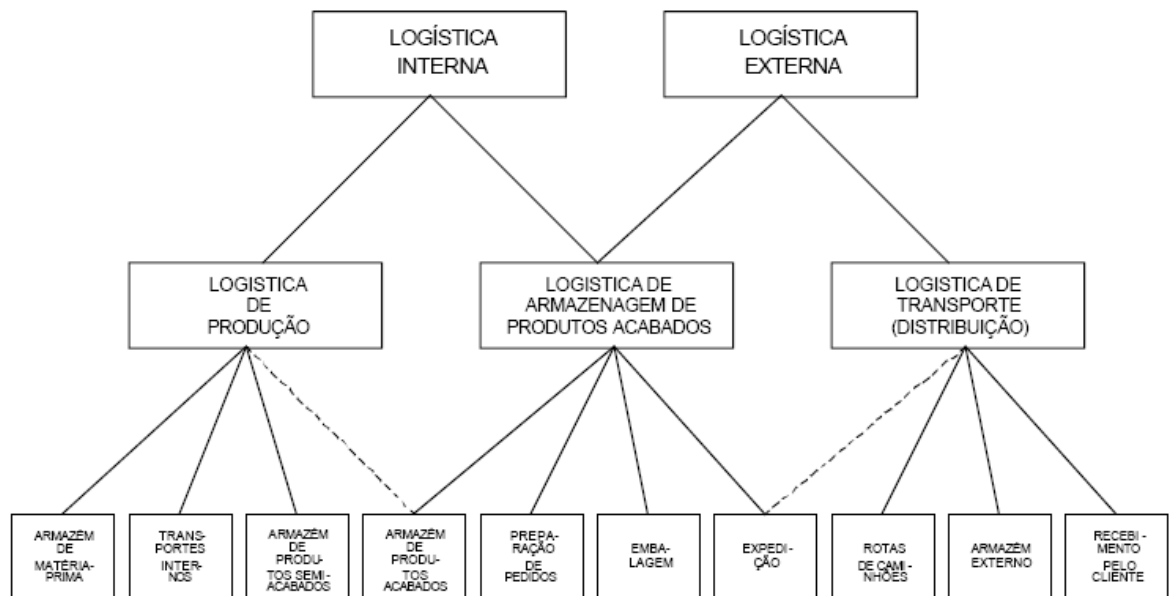 LOGÍSTICA
INTERNA
LOGÍSTICA
EXTERNA
LOGISTICA
DE
PRODUÇÃO
LOGISTICA DE
ARMAZENAGEM DE
PRODUTOS ACABADOS
LOGISTICA DE
TRANSPORTE
(DISTRIBUIÇÃO)
ARMAZÉM
DE
MATÉRIA-
PRIMA
TRANS-
PORTES
INTER-
NOS
ARMAZÉM
DE
PRODU-
TOS SEMI-
ACABADOS
ARMAZÉM
DE PRODU-
TOS
ACABADOS
PREPA-
RAÇÃO
DE
PEDIDOS
EMBA-
LAGEM
EXPEDI-
ÇÃO
ROTAS
DE CAMI-
NHÕES
ARMAZÉM
EXTERNO
RECEBI-
MENTO
PELO
CLIENTE